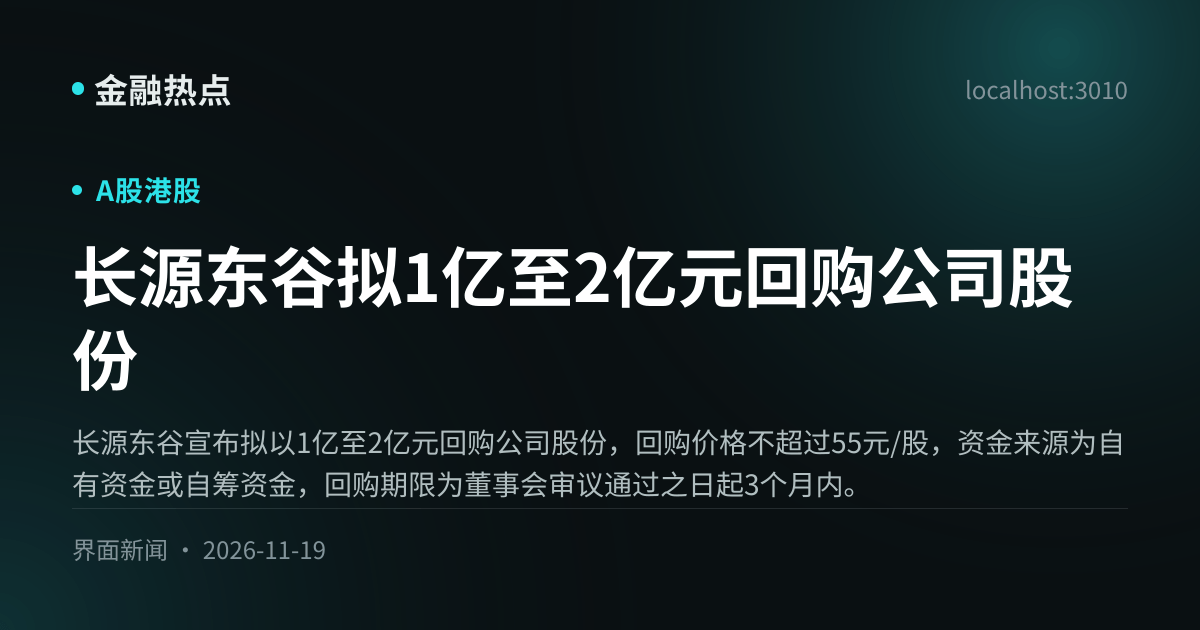 金融热点
localhost:3010
A股港股
长源东谷拟1亿至2亿元回购公司股
份
长源东谷宣布拟以1亿至2亿元回购公司股份，回购价格不超过55元/股，资金来源为自
有资金或自筹资金，回购期限为董事会审议通过之日起3个月内。
界面新闻 · 2026-11-19